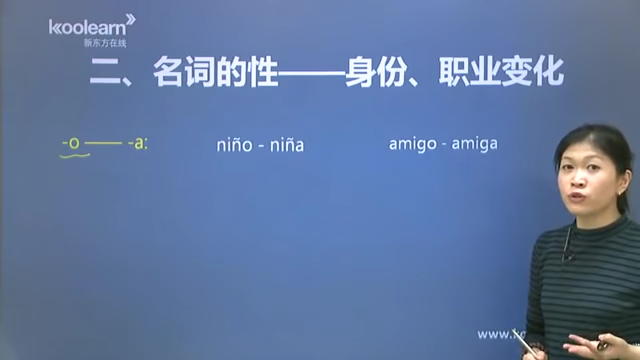 koolearn
新东方在线
二、名词的性——身份、职业变化
-o —— -a: niño - niña amigo - amiga